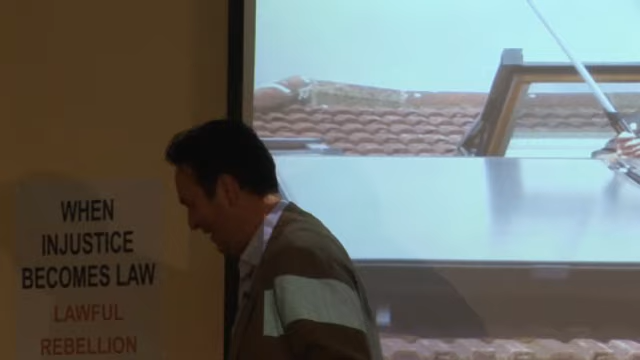 WHEN
INJUSTICE
BECOMES LAW
LAWFUL
REBELLION